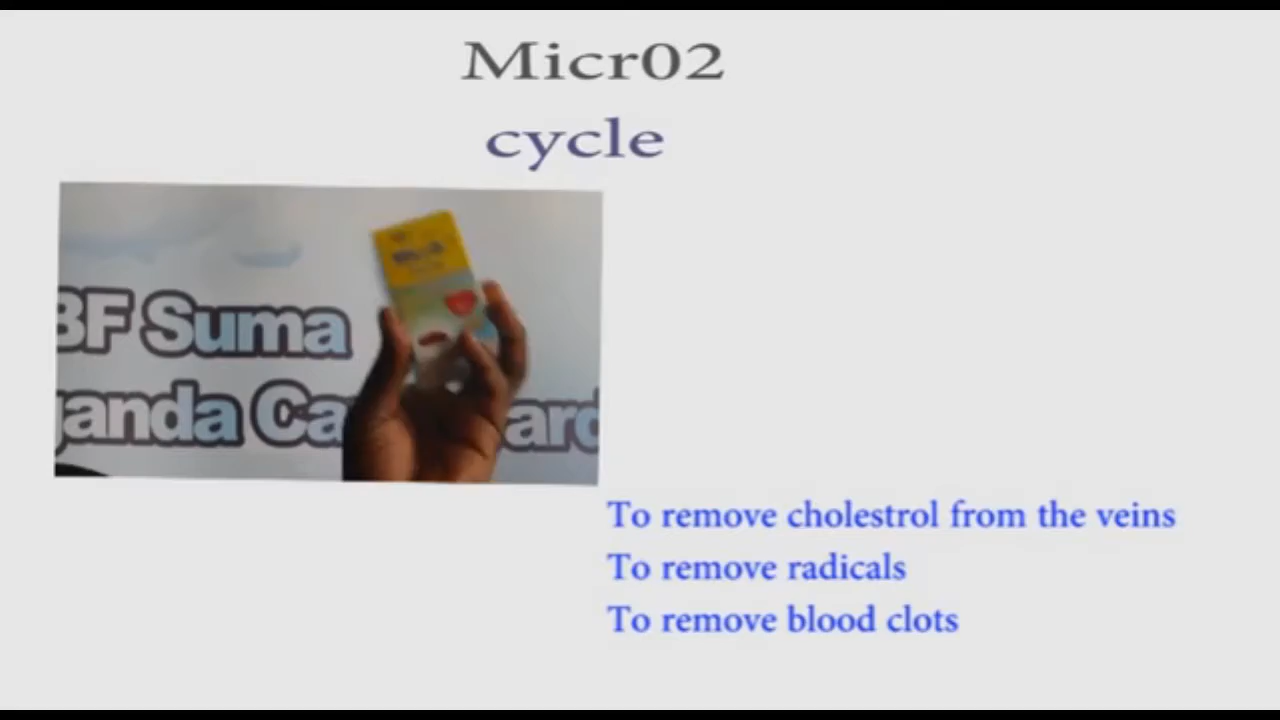 Micr02
cycle
BF Suma
ganda Ca ard
To remove cholestrol from the veins
To remove radicals
To remove blood clots